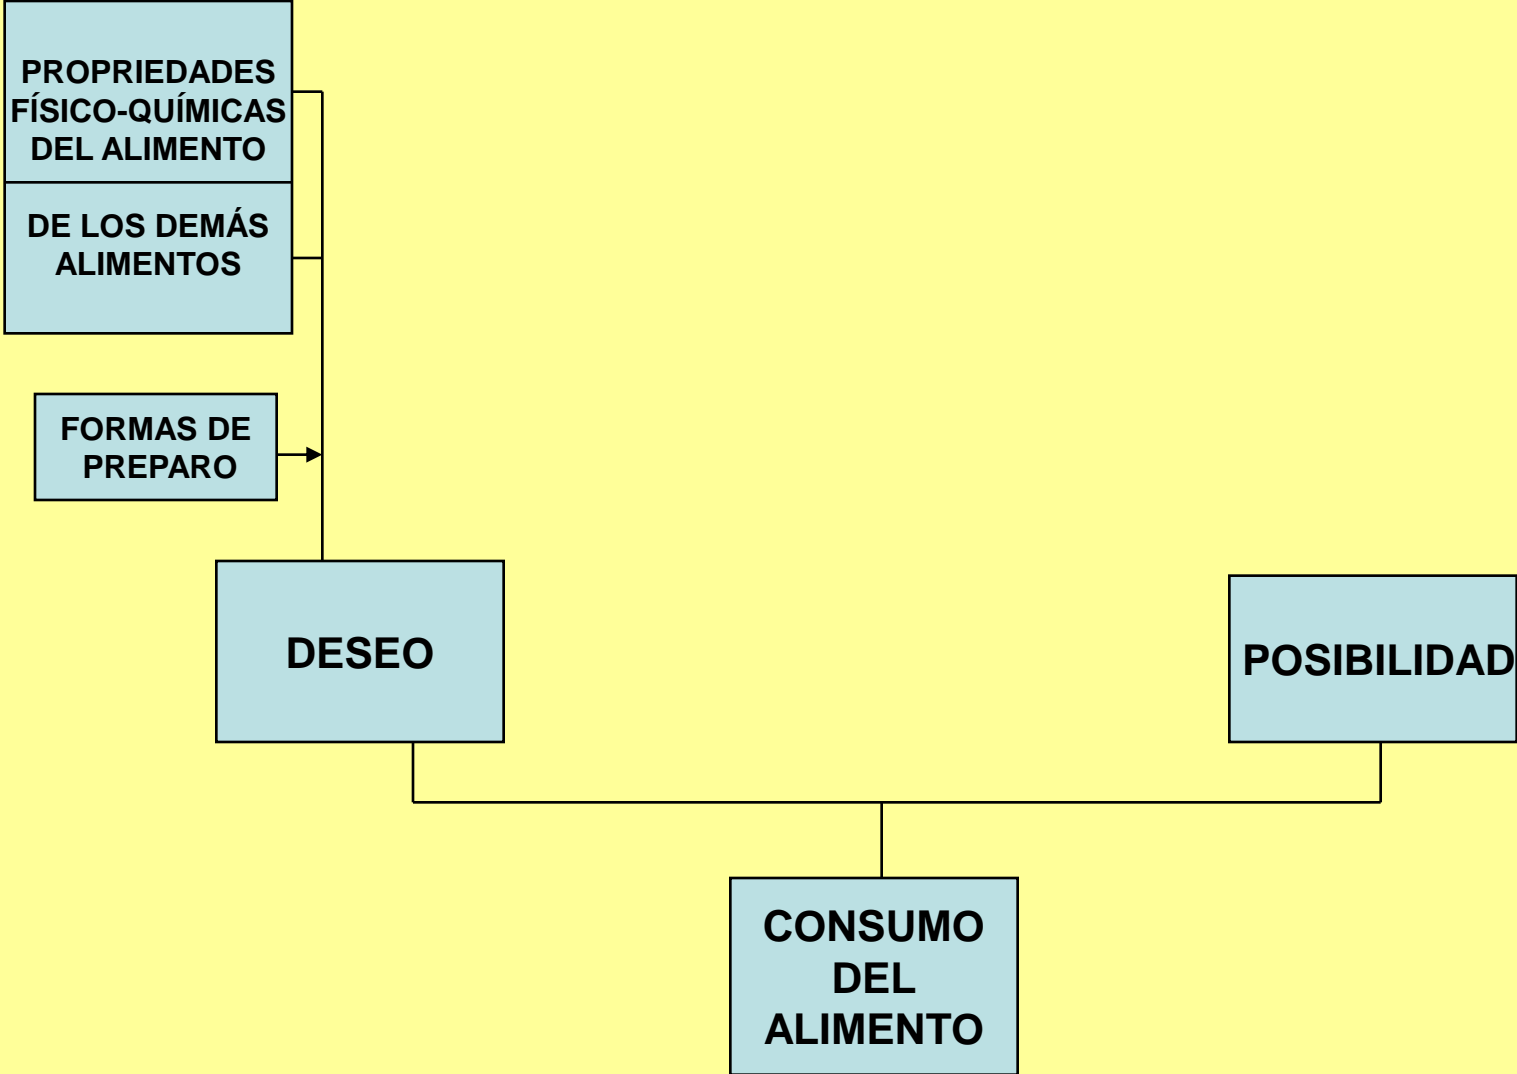 PROPRIEDADES
FÍSICO-QUÍMICAS
DEL ALIMENTO
DE LOS DEMÁS
ALIMENTOS
FORMAS DE
PREPARO
DESEO
POSIBILIDAD
CONSUMO
DEL
ALIMENTO